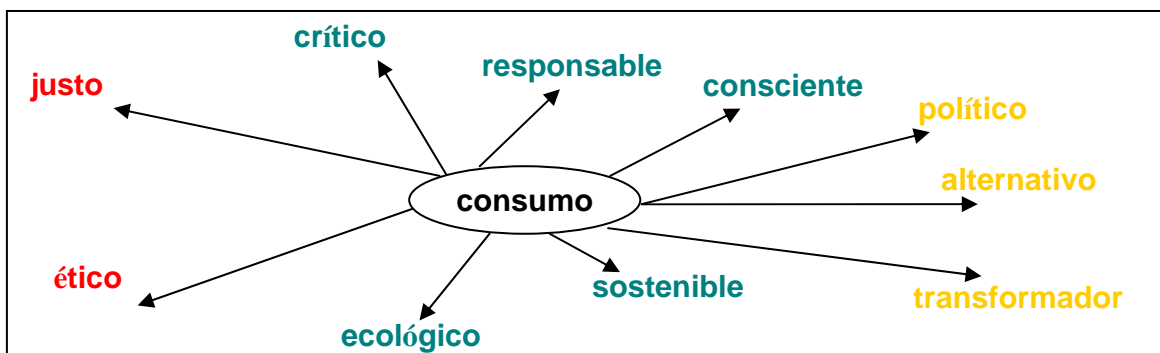 crítico
responsable
justo
consciente
político
alternativo
consumo
ético
sostenible
transformador
ecológico